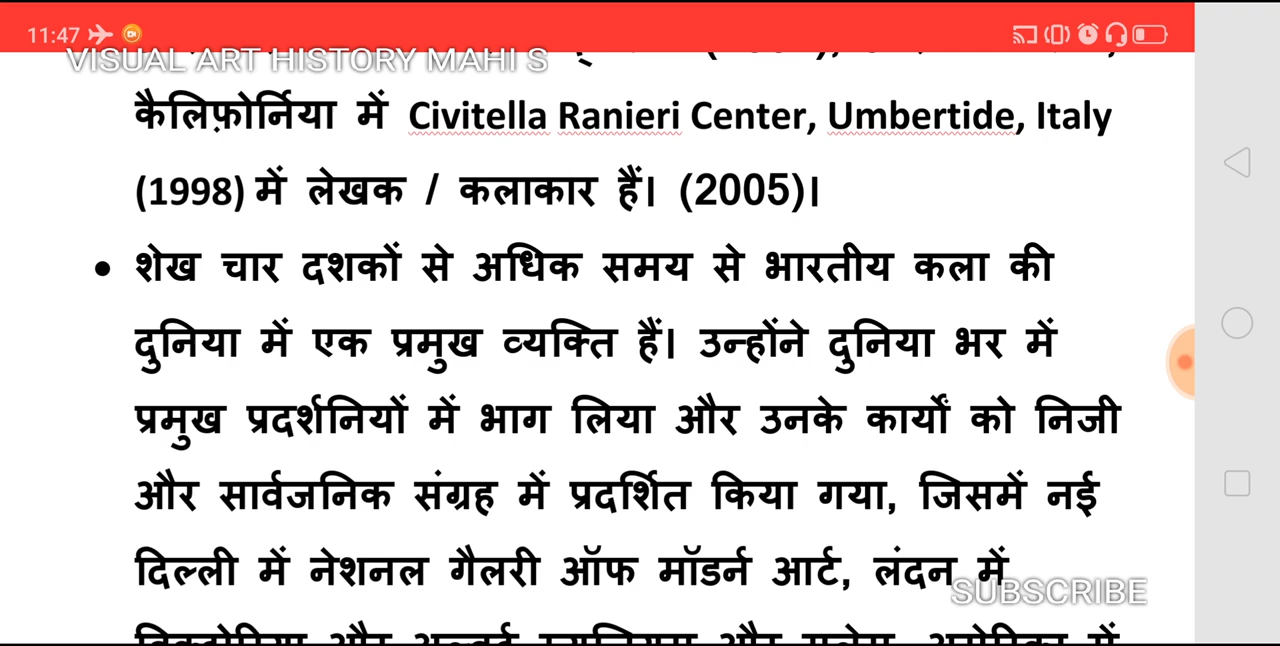 11:47
VISUAL ART HISTORY MAHI S
कैलिफ़ोर्निया में Civitella Ranieri Center, Umbertide, Italy
(1998) में लेखक / कलाकार हैं। (2005)।
• शेख चार दशकों से अधिक समय से भारतीय कला की
दुनिया में एक प्रमुख व्यक्ति हैं। उन्होंने दुनिया भर में
प्रमुख प्रदर्शनियों में भाग लिया और उनके कार्यों को निजी
और सार्वजनिक संग्रह में प्रदर्शित किया गया, जिसमें नई
दिल्ली में नेशनल गैलरी ऑफ मॉडर्न आर्ट, लंदन में
SUBSCRIBE